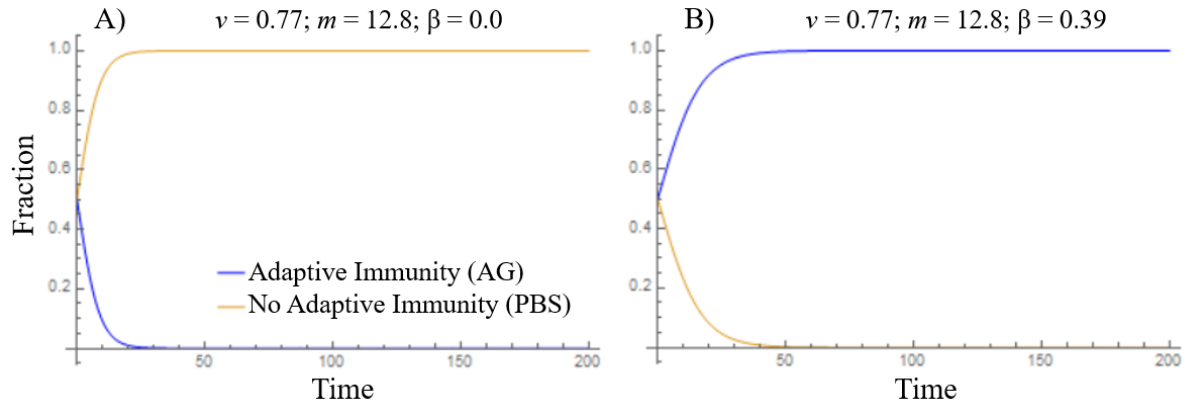 A) v = 0.77; m = 12.8; β = 0.0
1.0
0.8
0.6
0.4
0.2
Fraction
Adaptive Immunity (AG)
No Adaptive Immunity (PBS)
50
100
150
200
Time
B) v = 0.77; m = 12.8; β = 0.39
1.0
0.8
0.6
0.4
0.2
50
100
150
200
Time